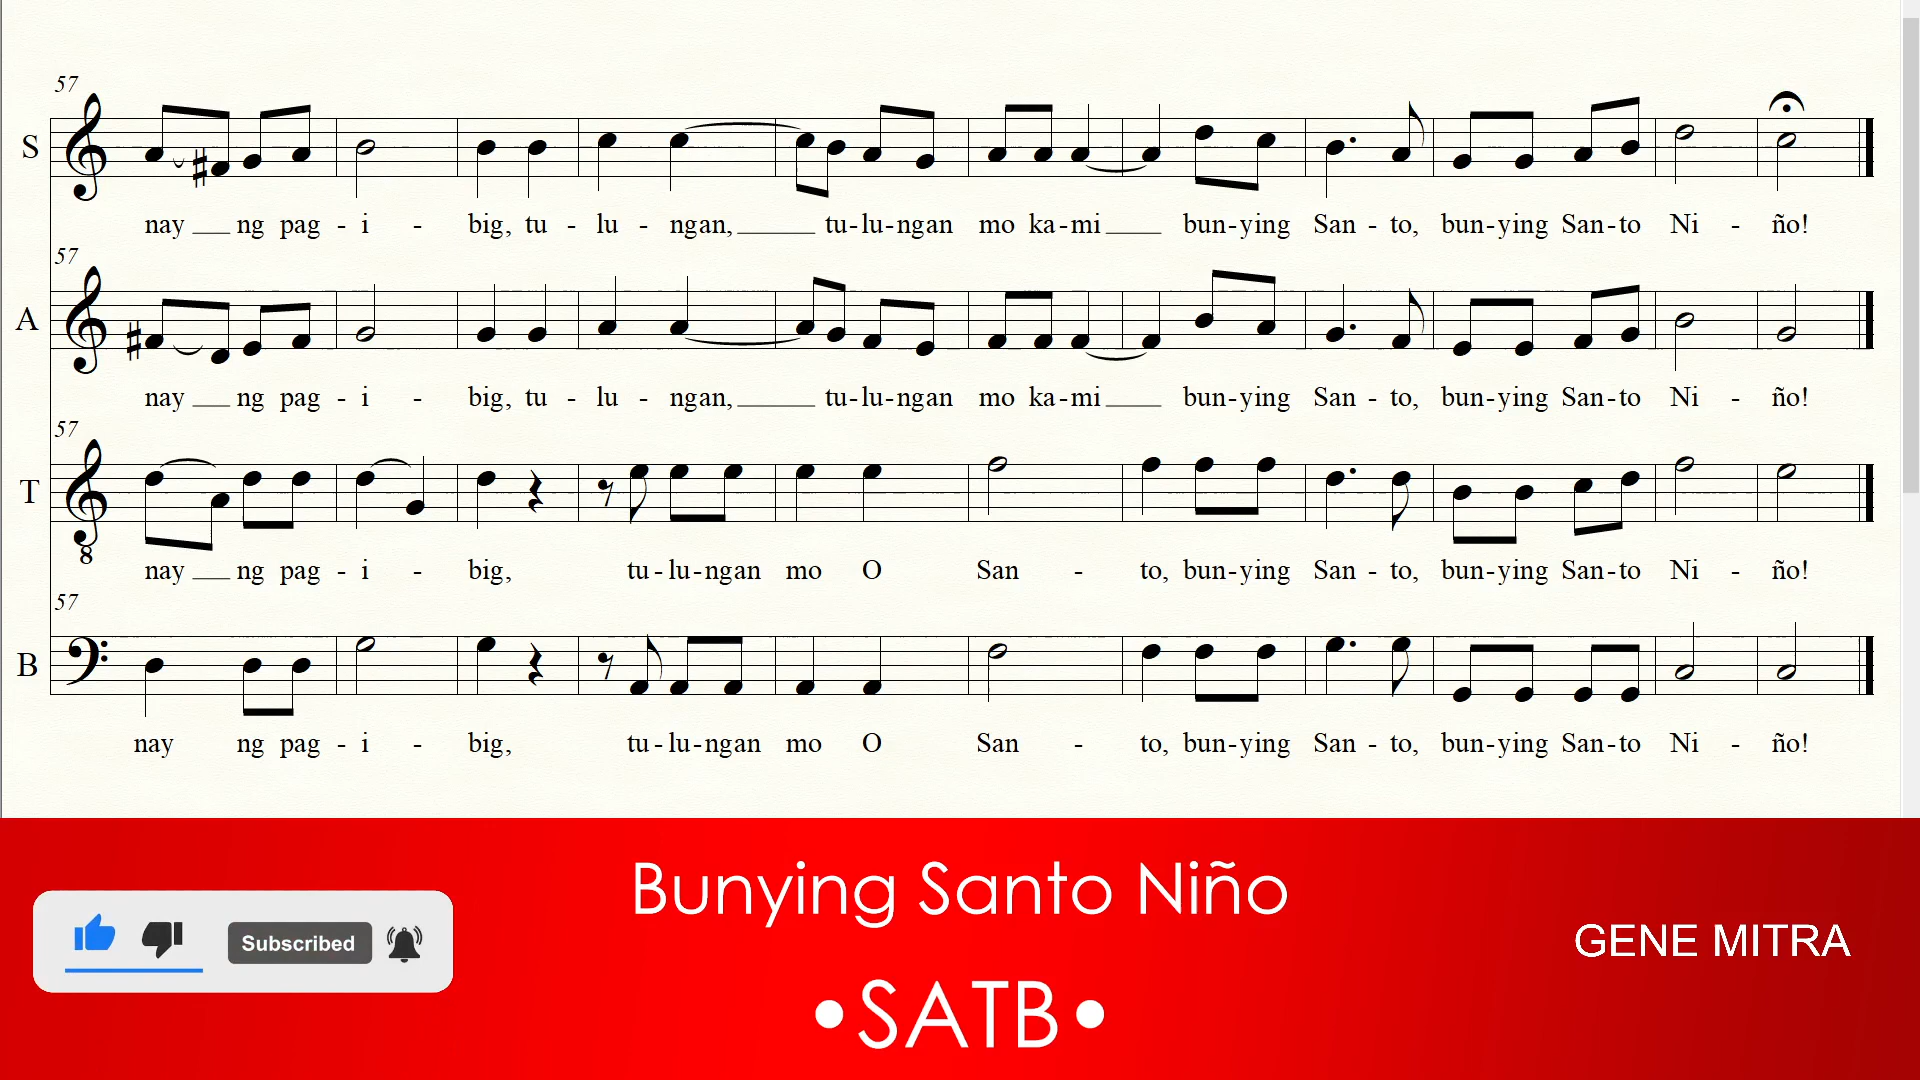 57
S
nay ng pag - i - big, tu - lu - ngan, tu-lu-ngan mo ka-mi bun-ying San - to, bun-ying San-to Ni - ño!
57
A
nay ng pag - i - big, tu - lu - ngan, tu-lu-ngan mo ka-mi bun-ying San - to, bun-ying San-to Ni - ño!
57
T
8
nay ng pag - i - big, tu-lu-ngan mo O San - to, bun-ying San - to, bun-ying San-to Ni - ño!
57
B
nay ng pag - i - big, tu-lu-ngan mo O San - to, bun-ying San - to, bun-ying San-to Ni - ño!
Bunying Santo Niño
Subscribed
GENE MITRA
•SATB•